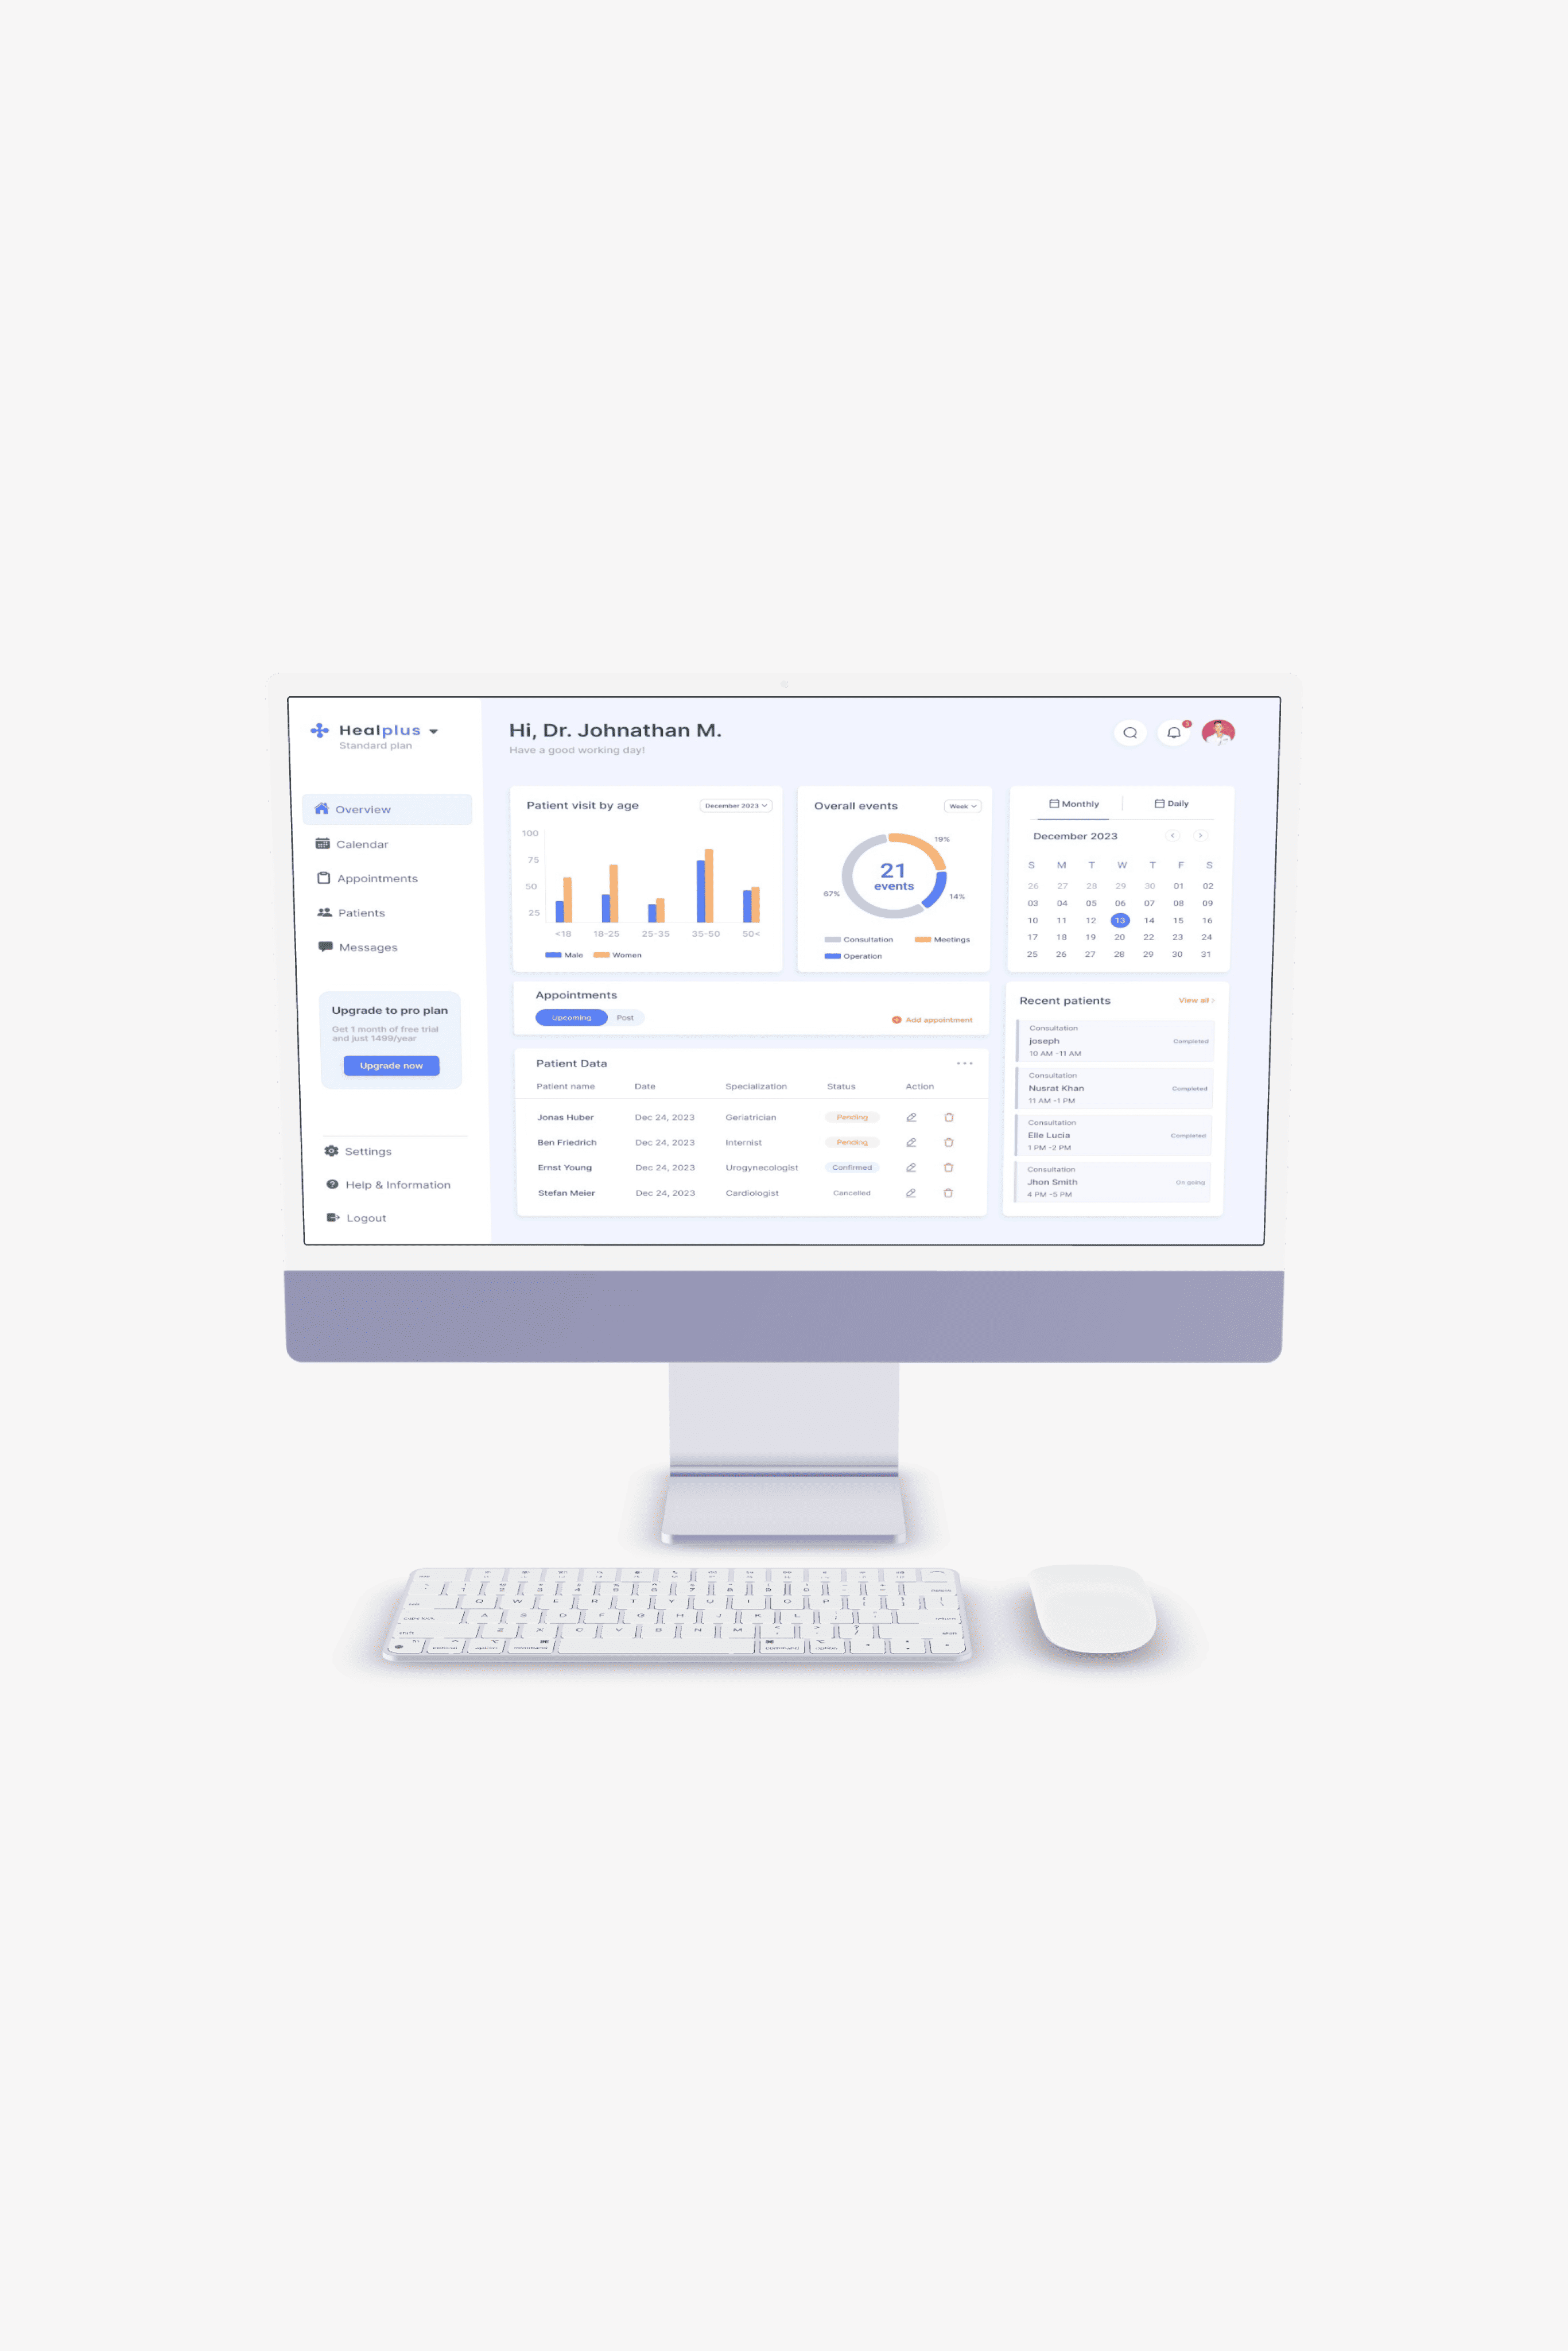 Healplus
Standard plan
Overview
Calendar
Appointments
Patients
Messages
Upgrade to pro plan
Get 1 month of free trial
and just 1499/year
Upgrade now
Settings
Help & Information
Logout
Hi, Dr. Johnathan M.
Have a good working day!
3
Patient visit by age
December 2023
100
75
50
25
<18 18-25 25-35 35-50 50<
Male Women
Overall events
Week
19%
21
events
67%
14%
Consultation Meetings
Operation
Monthly Daily
December 2023
S M T W T F S
26 27 28 29 30 01 02
03 04 05 06 07 08 09
10 11 12 13 14 15 16
17 18 19 20 22 23 24
25 26 27 28 29 30 31
Appointments
Upcoming Post
Add appointment
Patient Data
Patient name Date Specialization Status Action
Jonas Huber Dec 24, 2023 Geriatrician Pending
Ben Friedrich Dec 24, 2023 Internist Pending
Ernst Young Dec 24, 2023 Urogynecologist Confirmed
Stefan Meier Dec 24, 2023 Cardiologist Cancelled
Recent patients View all
Consultation
joseph Completed
10 AM -11 AM
Consultation
Nusrat Khan Completed
11 AM -1 PM
Consultation
Elle Lucia Completed
1 PM -2 PM
Consultation
Jhon Smith On going
4 PM -5 PM
Q W E R T Y U I O P
A S D F G H J K L
Z X C V B N M
command option